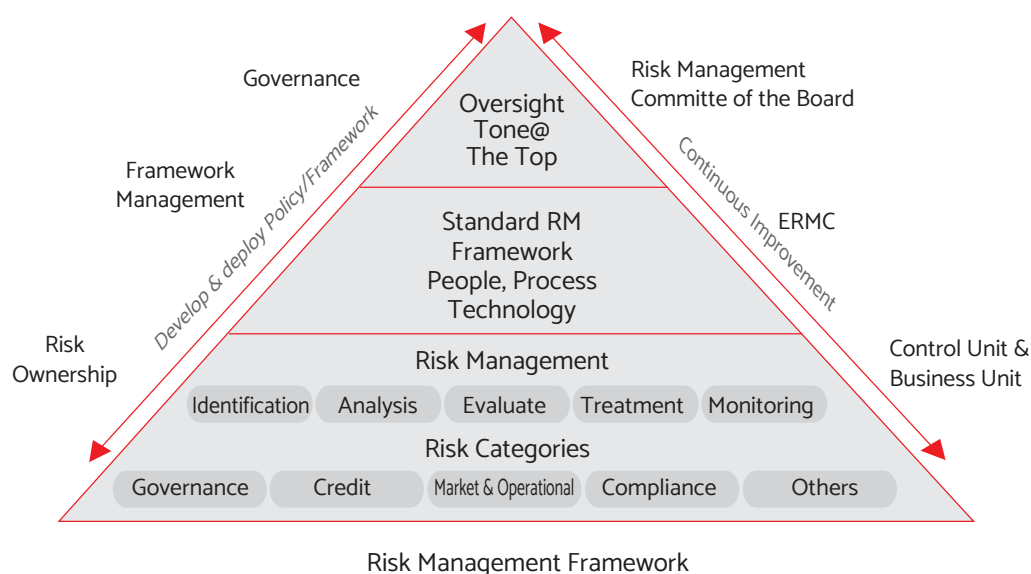 Governance
Risk Management
Committe of the Board
Oversight
Tone@
The Top
Framework
Management
Develop & deploy Policy/Framework
Continuous Improvement
ERMC
Standard RM
Framework
People, Process
Technology
Risk
Ownership
Control Unit &
Business Unit
Risk Management
Identification Analysis Evaluate Treatment Monitoring
Risk Categories
Governance Credit Market & Operational Compliance Others
Risk Management Framework